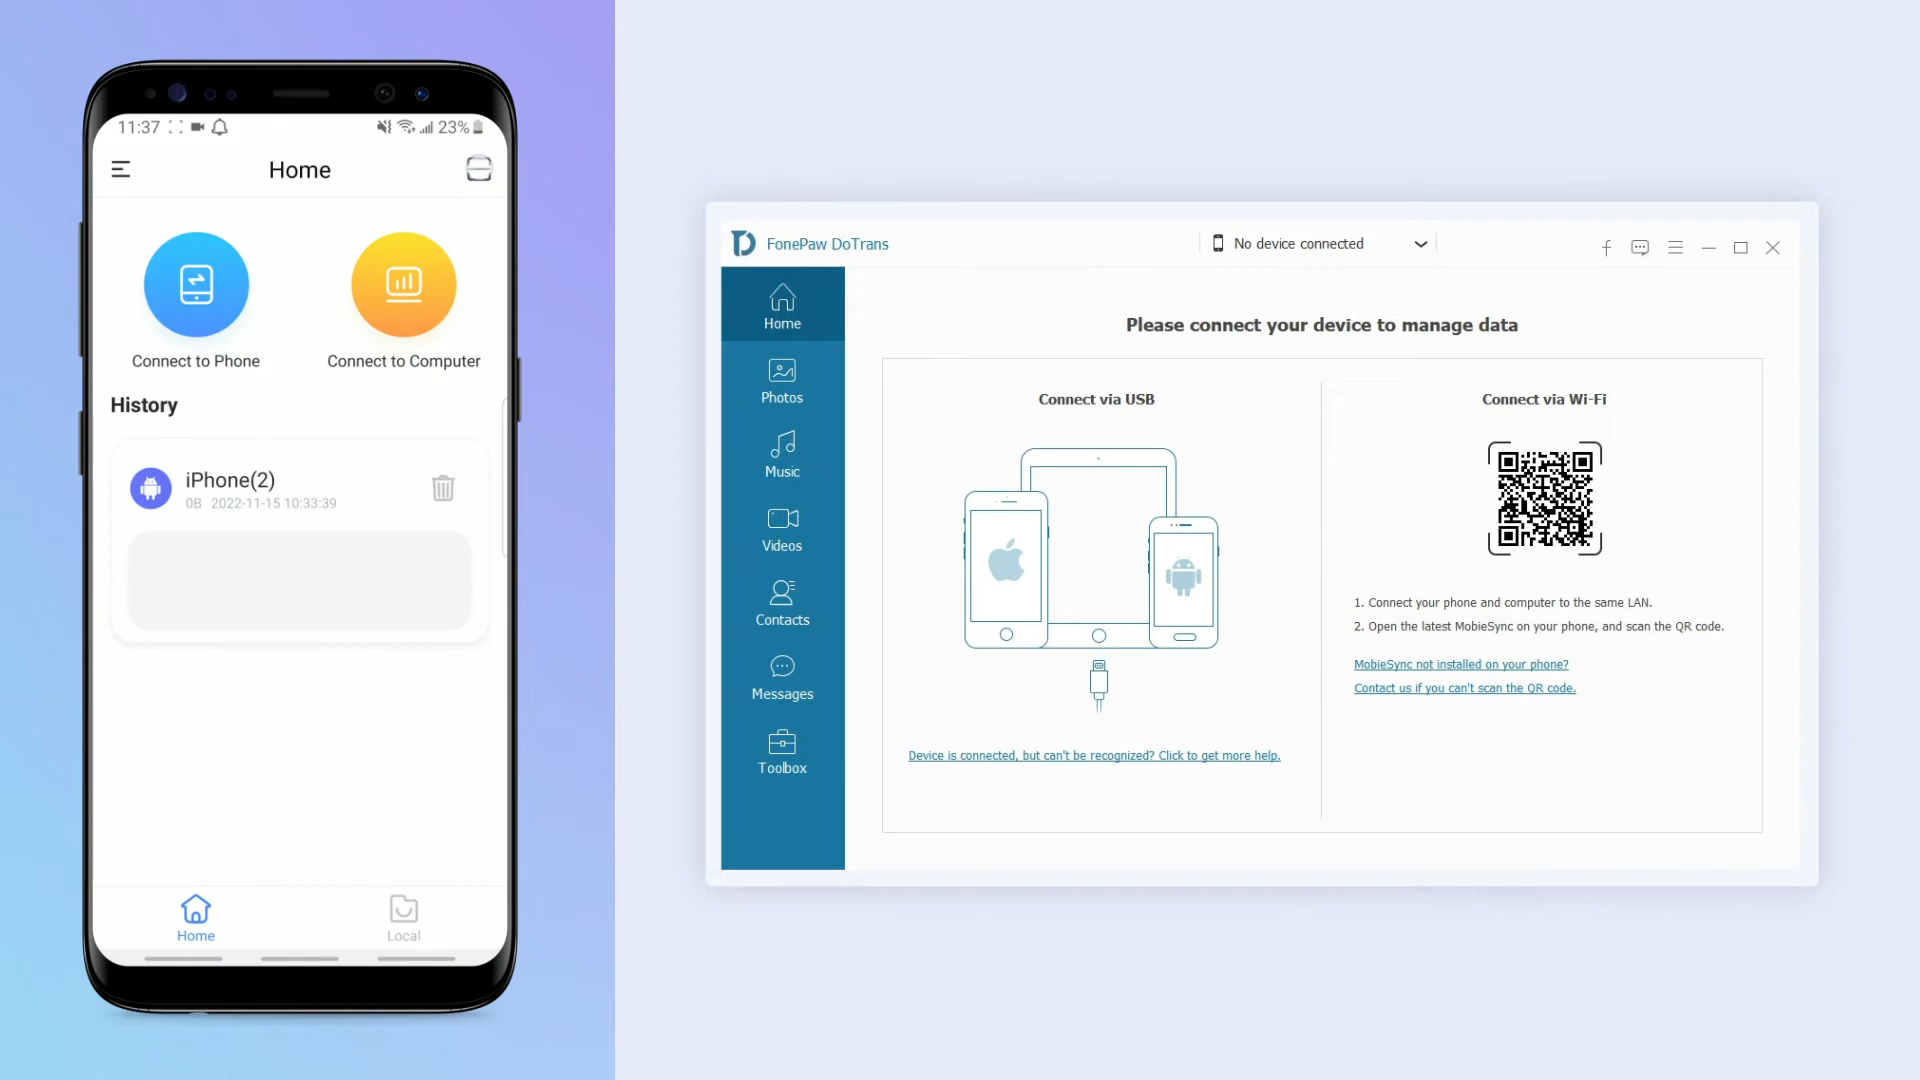 11:37
23%
Home
Connect to Phone
Connect to Computer
History
iPhone(2)
0B 2022-11-15 10:33:39
Home
Local
FonePaw DoTrans
No device connected
Home
Photos
Music
Videos
Contacts
Messages
Toolbox
Please connect your device to manage data
Connect via USB
Device is connected, but can't be recognized? Click to get more help.
Connect via Wi-Fi
1. Connect your phone and computer to the same LAN.
2. Open the latest MobieSync on your phone, and scan the QR code.
MobieSync not installed on your phone?
Contact us if you can't scan the QR code.